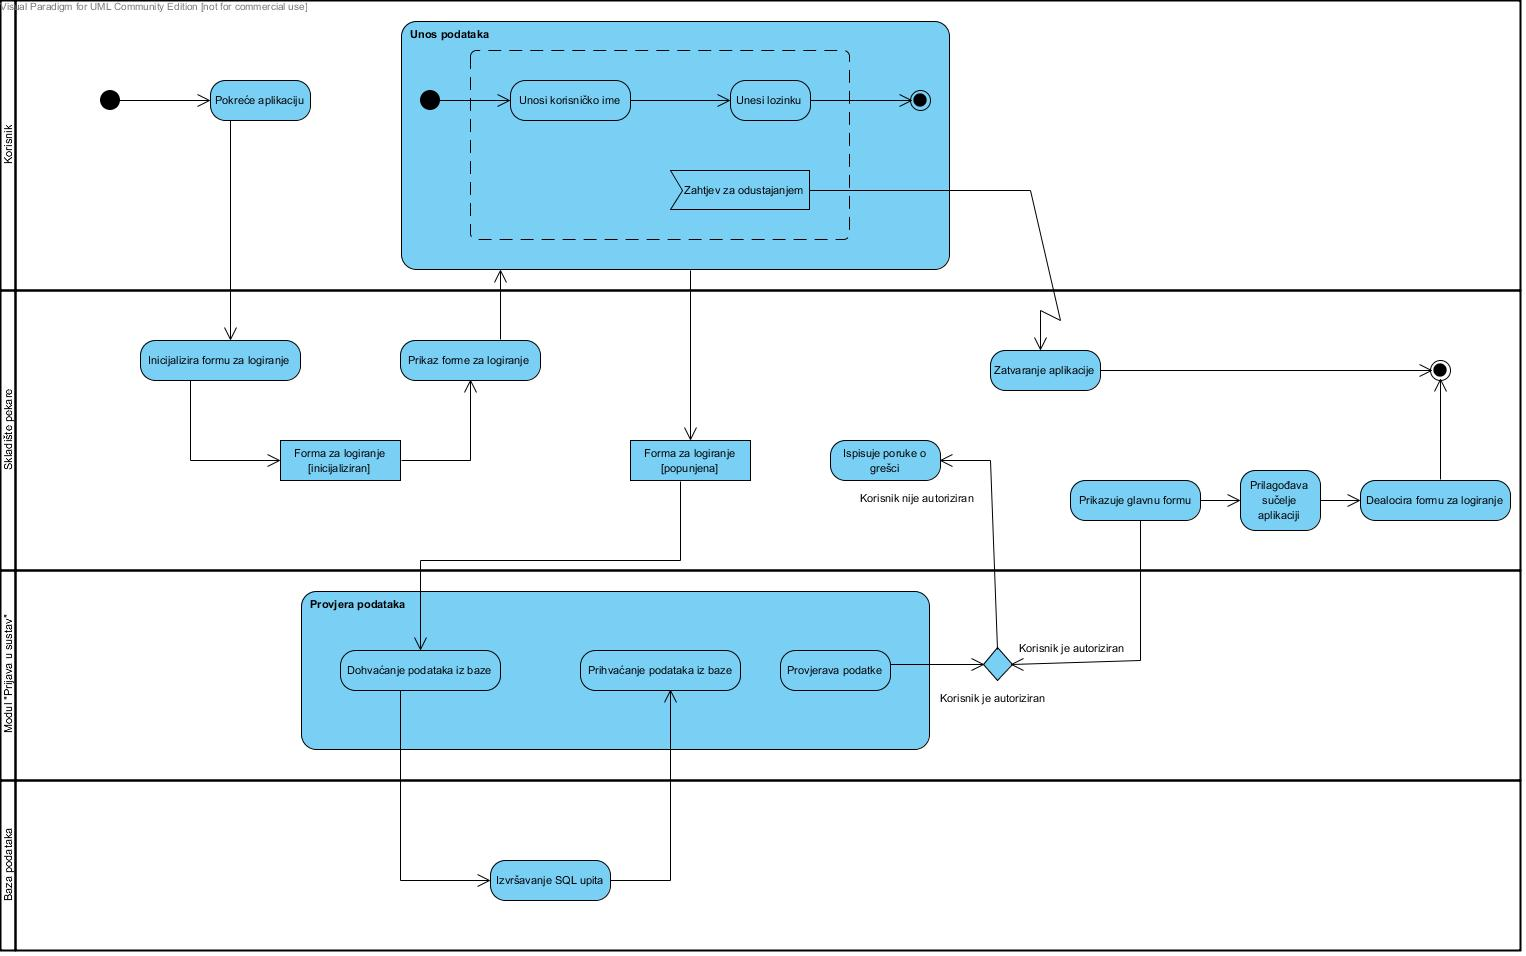 Visual Paradigm for UML Community Edition [not for commercial use]
Korisnik
Pokreće aplikaciju
Unos podataka
Unosi korisničko ime
Unesi lozinku
Zahtjev za odustajanjem
Skladište pekare
Inicijalizira formu za logiranje
Prikaz forme za logiranje
Zatvaranje aplikacije
Forma za logiranje
[inicijaliziran]
Forma za logiranje
[popunjena]
Ispisuje poruke o
grešci
Korisnik nije autoriziran
Prikazuje glavnu formu
Prilagođava
sučelje
aplikaciji
Dealocira formu za logiranje
Modul "Prijava u sustav"
Provjera podataka
Dohvaćanje podataka iz baze
Prihvaćanje podataka iz baze
Provjerava podatke
Korisnik je autoriziran
Korisnik je autoriziran
Baza podataka
Izvršavanje SQL upita